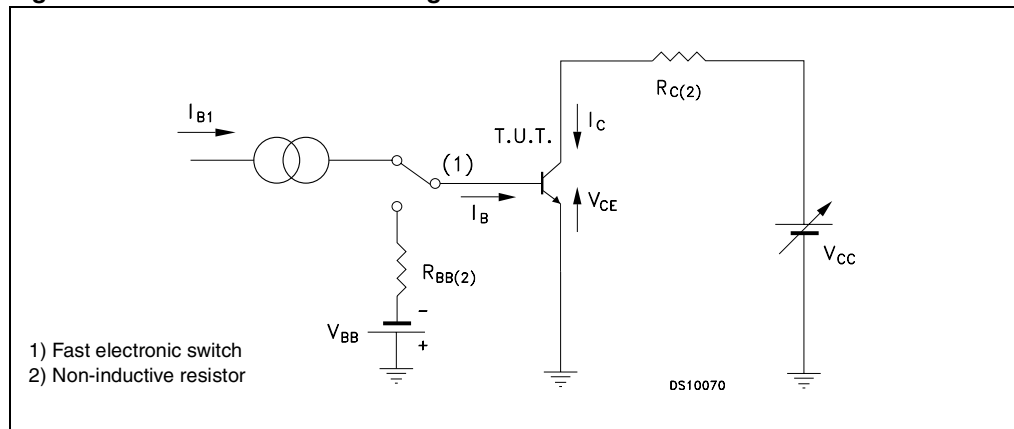 I_B1
R_C(2)
I_C
T.U.T.
(1)
V_CE
I_B
V_CC
R_BB(2)
-
V_BB
+
1) Fast electronic switch
2) Non-inductive resistor
DS10070